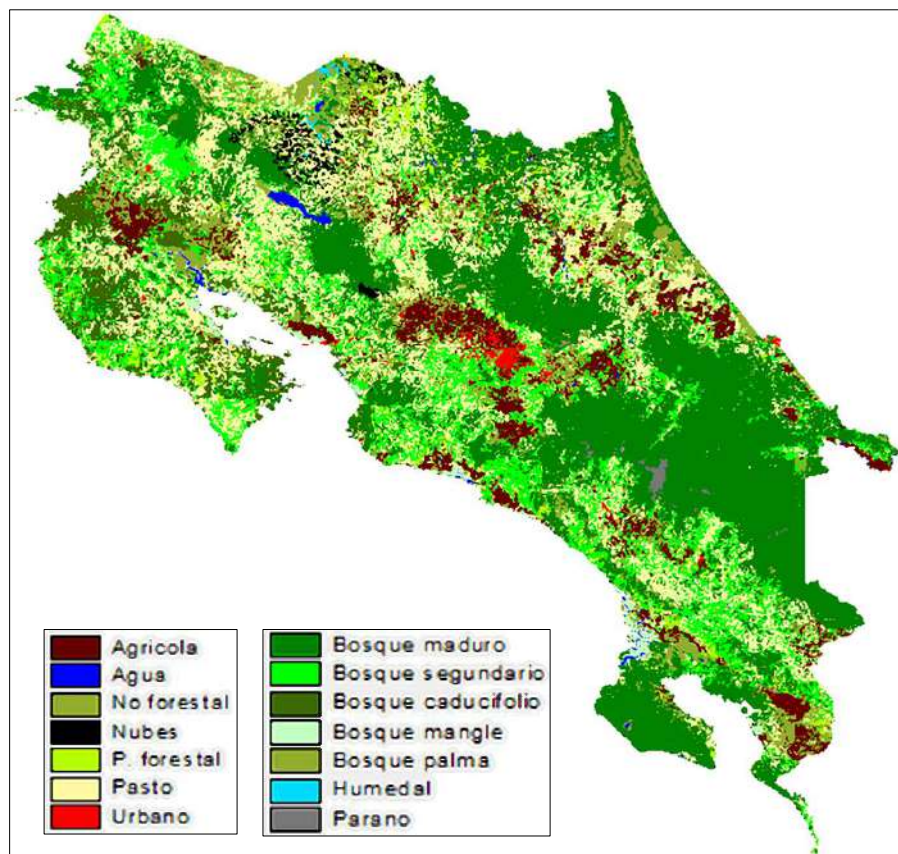 Agricola
Agua
No forestal
Nubes
P. forestal
Pasto
Urbano
Bosque maduro
Bosque segundario
Bosque caducifolio
Bosque mangle
Bosque palma
Humedal
Parano